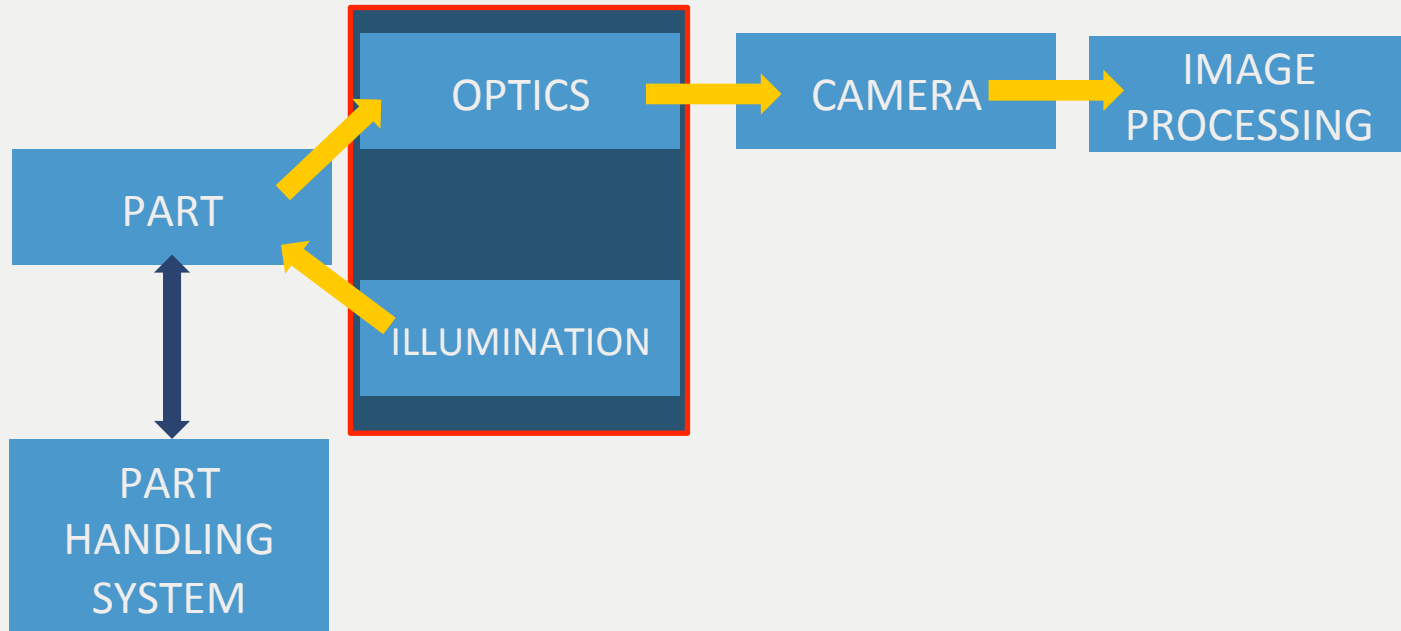 OPTICS
CAMERA
IMAGE
PROCESSING
PART
ILLUMINATION
PART
HANDLING
SYSTEM